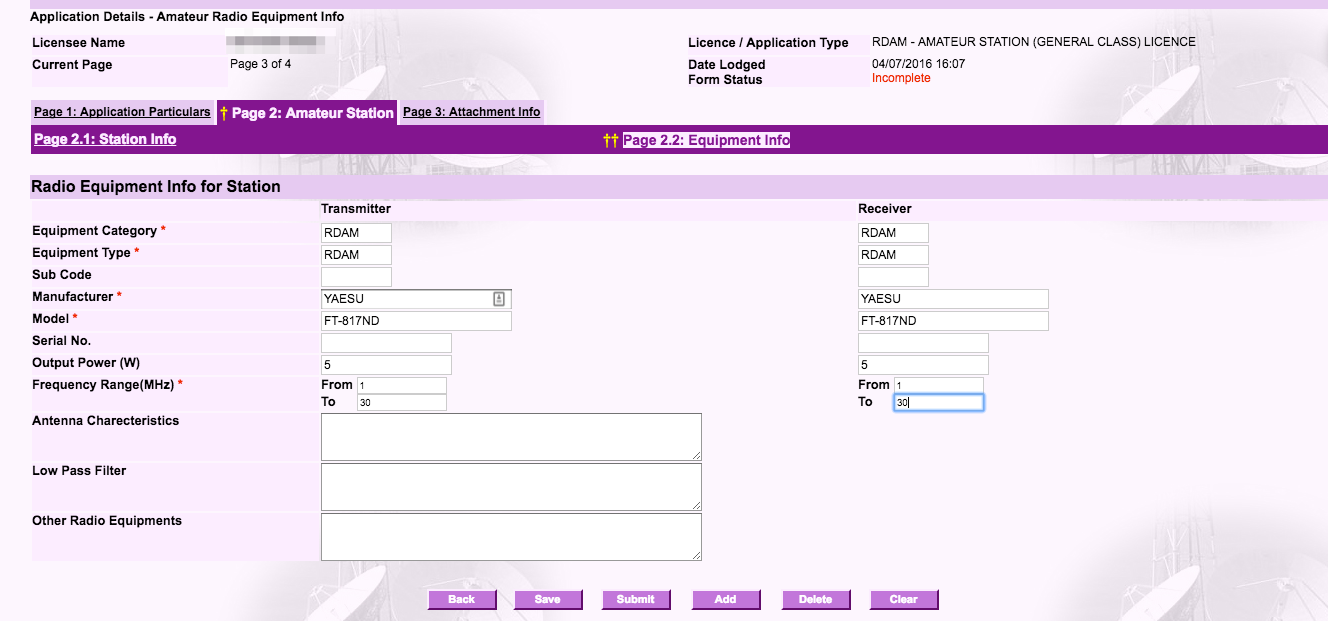 Application Details - Amateur Radio Equipment Info
Licensee Name
Licence / Application Type RDAM - AMATEUR STATION (GENERAL CLASS) LICENCE
Current Page Page 3 of 4
Date Lodged 04/07/2016 16:07
Form Status Incomplete
Page 1: Application Particulars † Page 2: Amateur Station Page 3: Attachment Info
Page 2.1: Station Info †† Page 2.2: Equipment Info
Radio Equipment Info for Station
Transmitter Receiver
Equipment Category * RDAM RDAM
Equipment Type * RDAM RDAM
Sub Code
Manufacturer * YAESU YAESU
Model * FT-817ND FT-817ND
Serial No.
Output Power (W) 5 5
Frequency Range(MHz) * From 1 From 1
To 30 To 30
Antenna Charecteristics
Low Pass Filter
Other Radio Equipments
Back Save Submit Add Delete Clear